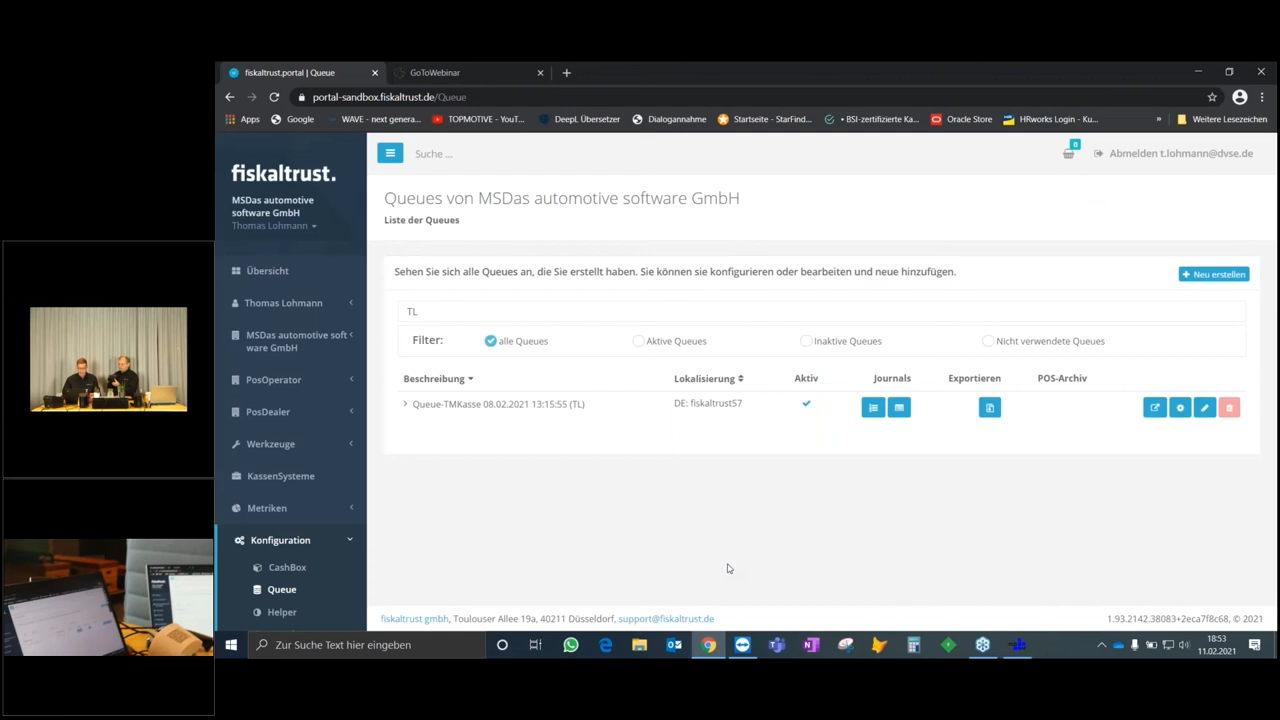 fiskaltrust.portal | Queue
GoToWebinar
portal-sandbox.fiskaltrust.de/Queue
Apps
Google
WAVE - next genera...
TOPMOTIVE - YouT...
DeepL Übersetzer
Dialogannahme
Startseite - StarFind...
• BSI-zertifizierte Ka...
Oracle Store
HRworks Login - Ku...
»
Weitere Lesezeichen
fiskaltrust.
MSDas automotive
software GmbH
Thomas Lohmann
Suche ...
0
Abmelden t.lohmann@dvse.de
Queues von MSDas automotive software GmbH
Liste der Queues
Übersicht
Thomas Lohmann
MSDas automotive soft
ware GmbH
PosOperator
PosDealer
Werkzeuge
KassenSysteme
Metriken
Konfiguration
CashBox
Queue
Helper
Sehen Sie sich alle Queues an, die Sie erstellt haben. Sie können sie konfigurieren oder bearbeiten und neue hinzufügen.
+ Neu erstellen
TL
Filter: alle Queues Aktive Queues Inaktive Queues Nicht verwendete Queues
Beschreibung Lokalisierung Aktiv Journals Exportieren POS-Archiv
Queue-TMKasse 08.02.2021 13:15:55 (TL) DE: fiskaltrust57
fiskaltrust gmbh, Toulouser Allee 19a, 40211 Düsseldorf, support@fiskaltrust.de
1.93.2142.38083+2eca7f8c68, © 2021
Zur Suche Text hier eingeben
18:53
11.02.2021